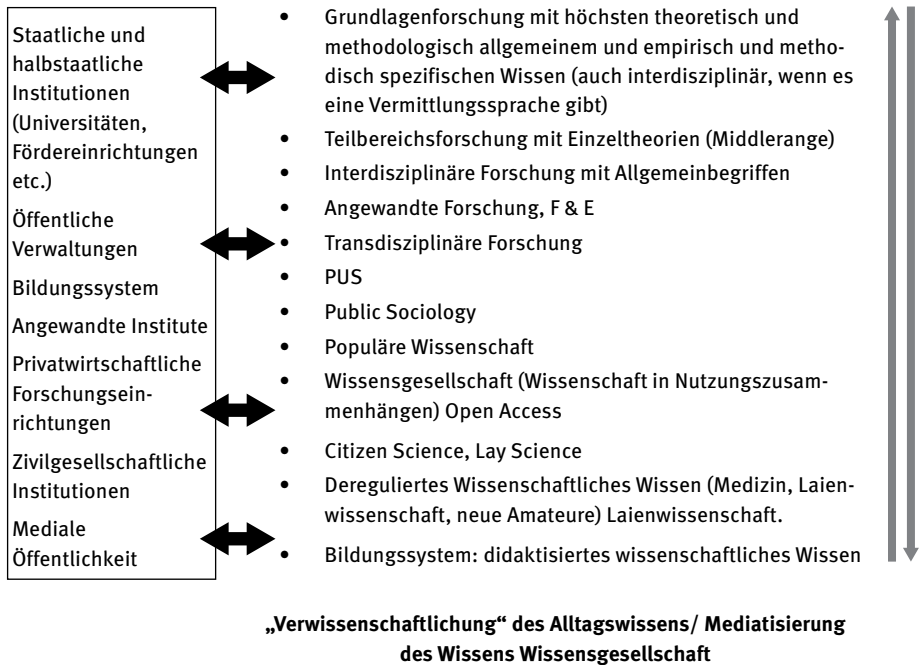 Staatliche und
halbstaatliche
Institutionen
(Universitäten,
Fördereinrichtungen
etc.)
Öffentliche
Verwaltungen
Bildungssystem
Angewandte Institute
Privatwirtschaftliche
Forschungsein-
richtungen
Zivilgesellschaftliche
Institutionen
Mediale
Öffentlichkeit
• Grundlagenforschung mit höchsten theoretisch und
methodologisch allgemeinem und empirisch und metho-
disch spezifischen Wissen (auch interdisziplinär, wenn es
eine Vermittlungssprache gibt)
• Teilbereichsforschung mit Einzeltheorien (Middlerange)
• Interdisziplinäre Forschung mit Allgemeinbegriffen
• Angewandte Forschung, F & E
• Transdisziplinäre Forschung
• PUS
• Public Sociology
• Populäre Wissenschaft
• Wissensgesellschaft (Wissenschaft in Nutzungszusam-
menhängen) Open Access
• Citizen Science, Lay Science
• Dereguliertes Wissenschaftliches Wissen (Medizin, Laien-
wissenschaft, neue Amateure) Laienwissenschaft.
• Bildungssystem: didaktisiertes wissenschaftliches Wissen
„Verwissenschaftlichung“ des Alltagswissens/ Mediatisierung
des Wissens Wissensgesellschaft